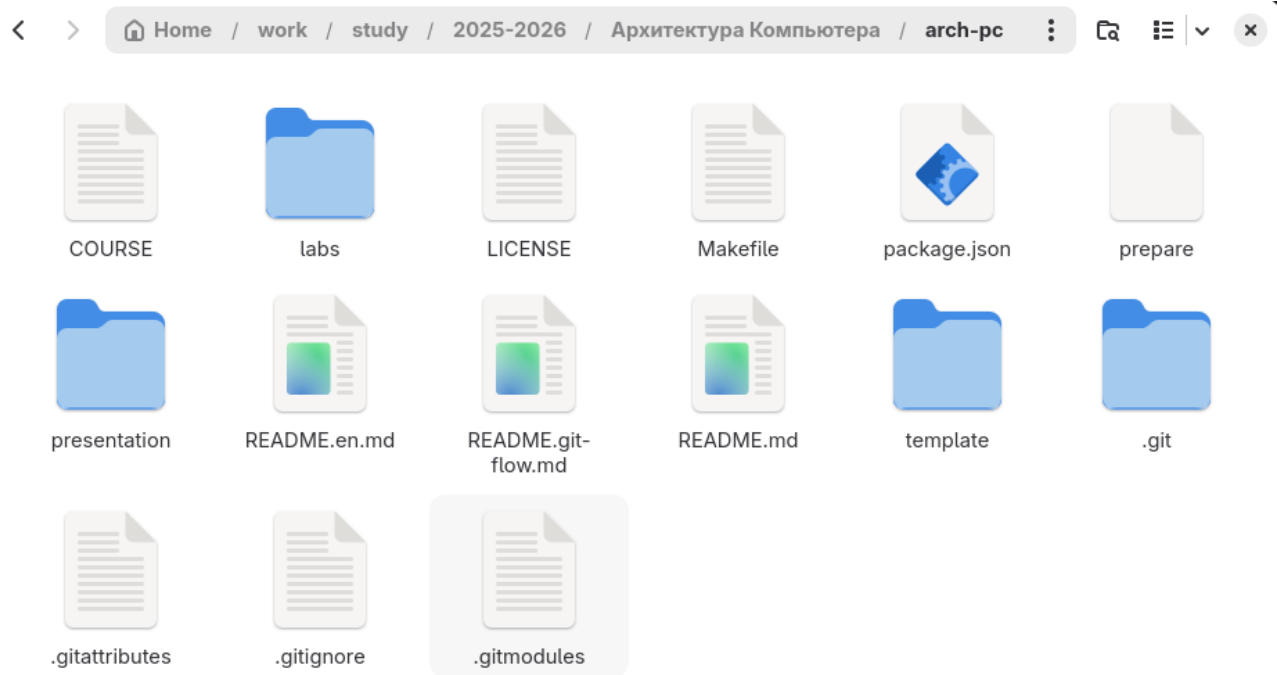 Home / work / study / 2025-2026 / Архитектура Компьютера / arch-pc
COURSE
labs
LICENSE
Makefile
package.json
prepare
presentation
README.en.md
README.git-
flow.md
README.md
template
.git
.gitattributes
.gitignore
.gitmodules